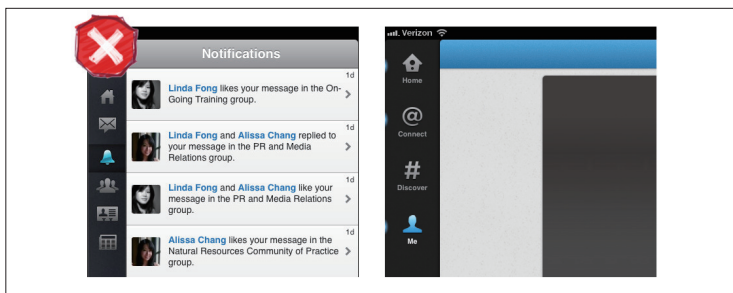 Notifications
1d
Linda Fong likes your message in the On-
Going Training group.
1d
Linda Fong and Alissa Chang replied to
your message in the PR and Media
Relations group.
1d
Linda Fong and Alissa Chang like your
message in the PR and Media Relations
group.
1d
Alissa Chang likes your message in the
Natural Resources Community of Practice
group.
Verizon
Home
@
Connect
#
Discover
Me